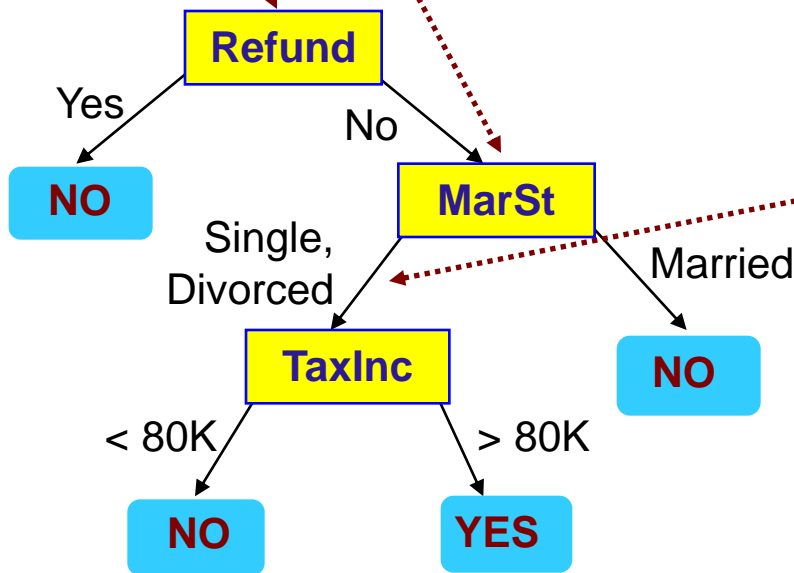 Refund
Yes
No
NO
MarSt
Single,
Divorced
Married
TaxInc
NO
< 80K
> 80K
NO
YES